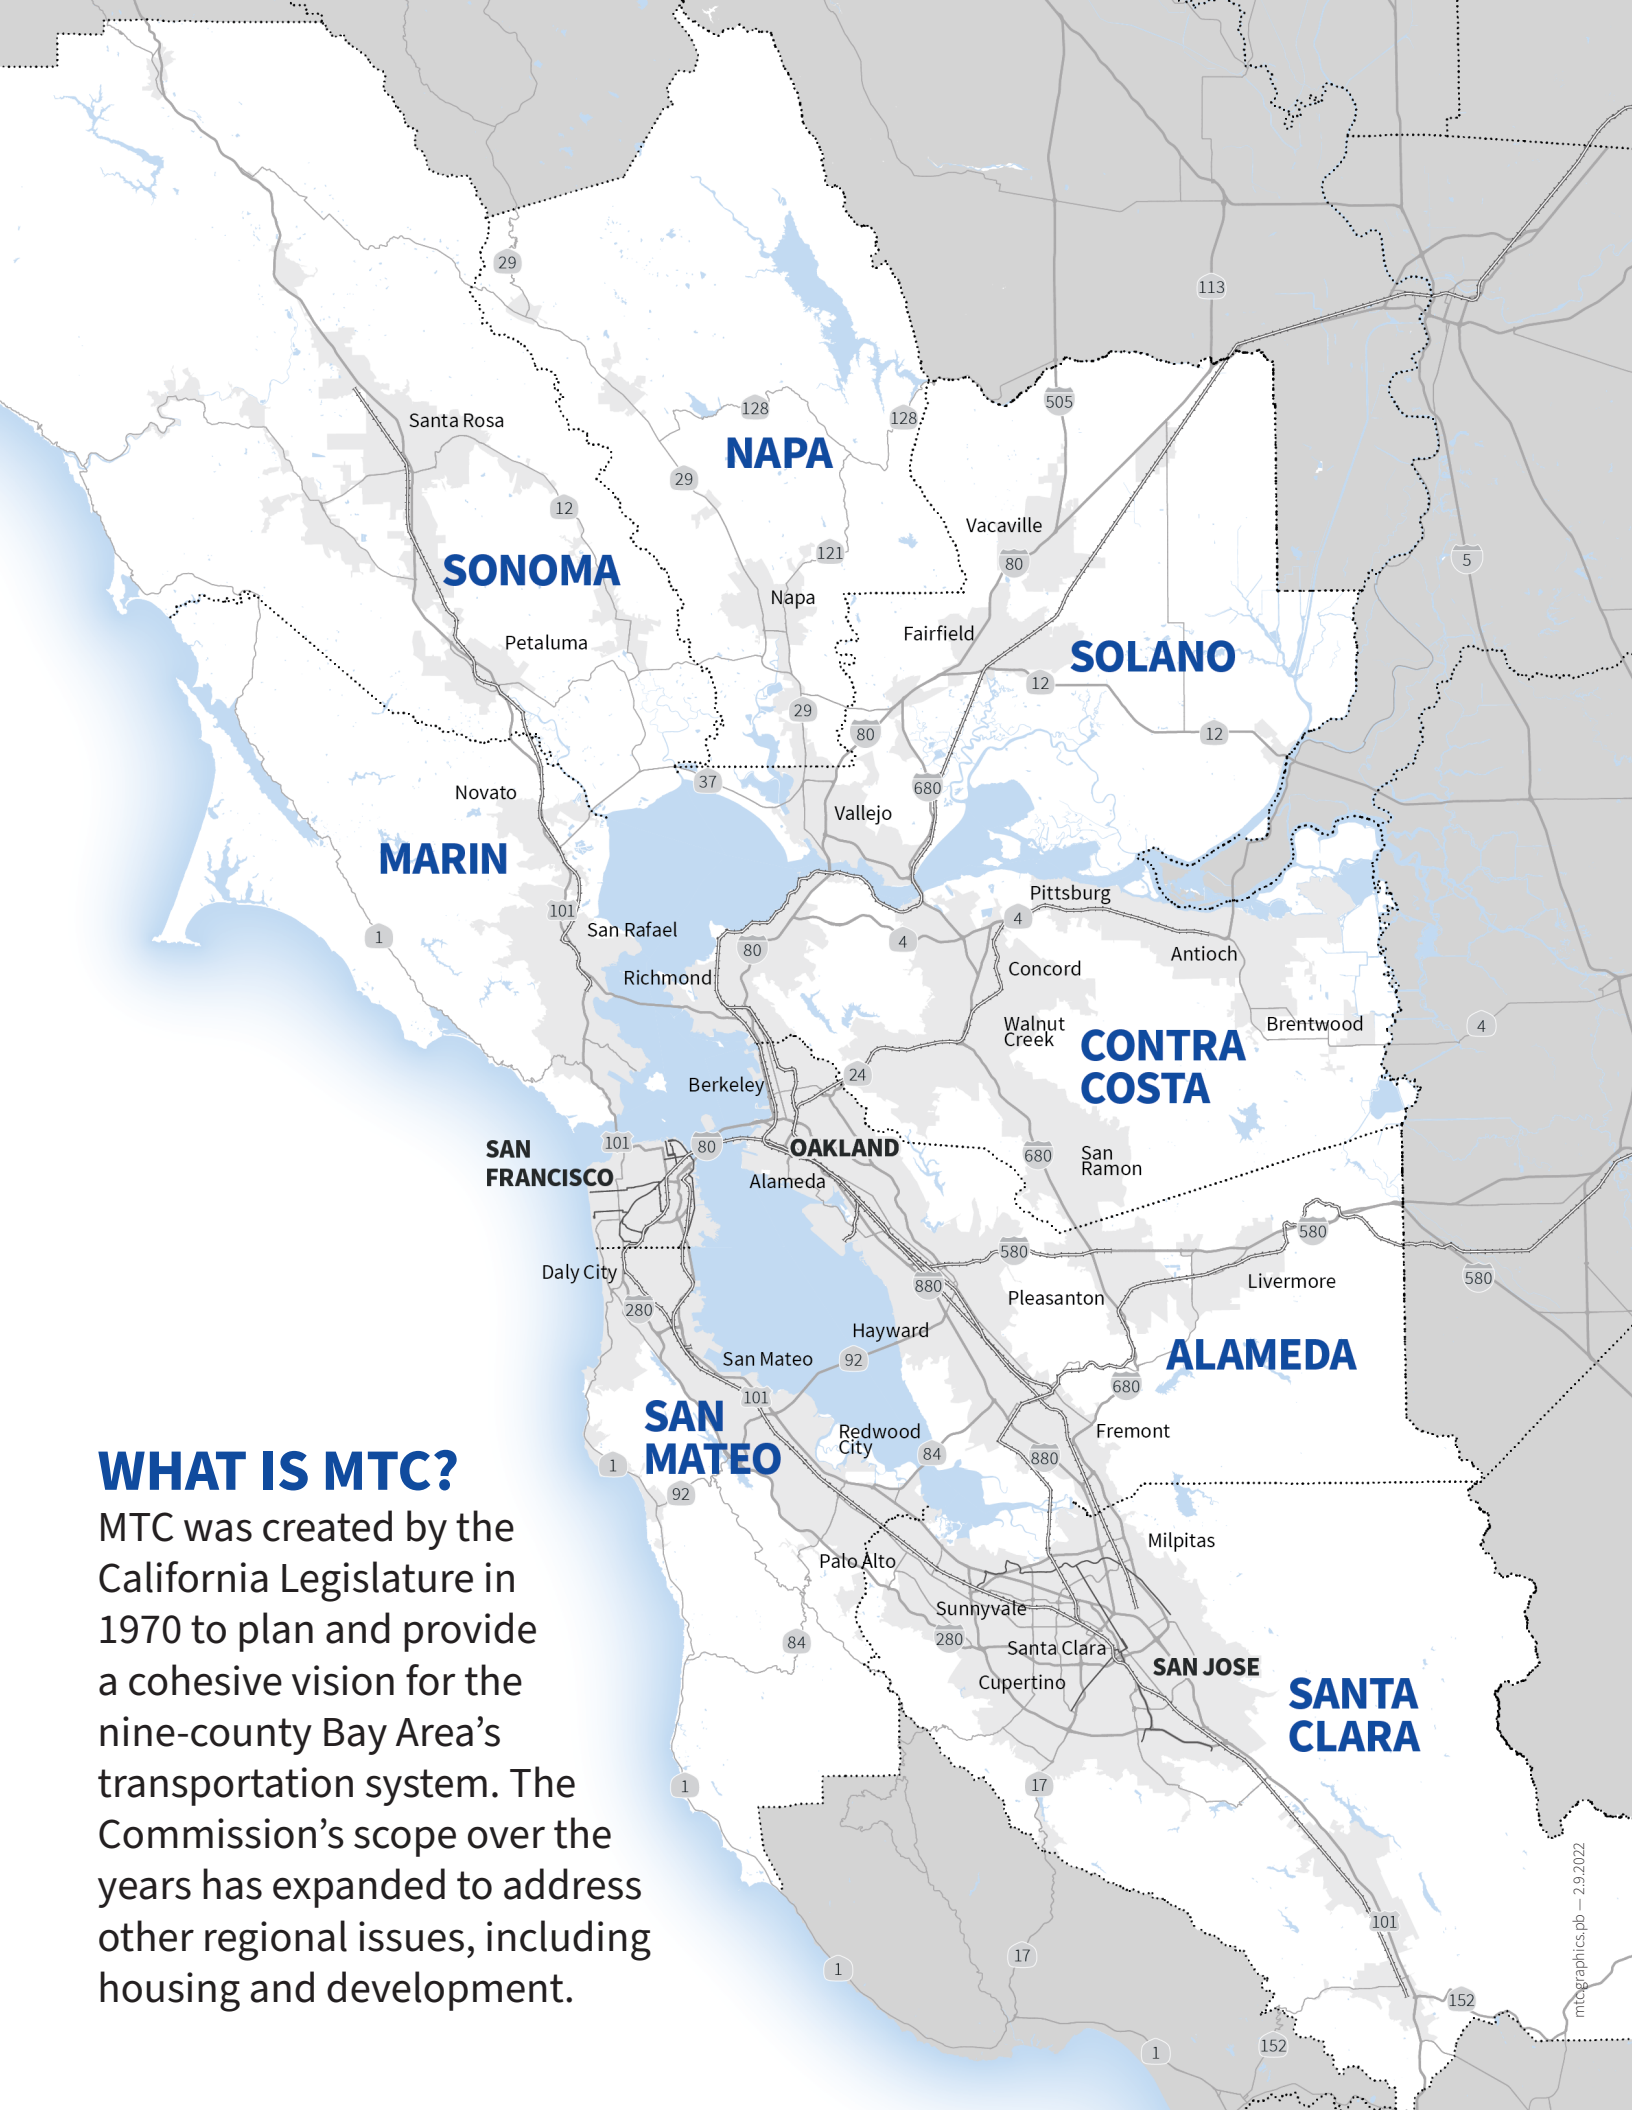 29
113
128
128
505
Santa Rosa
NAPA
29
12
Vacaville
121
80
5
SONOMA
Napa
Fairfield
Petaluma
SOLANO
12
29
80
12
37
680
Novato
Vallejo
MARIN
Pittsburg
101
4
San Rafael
1
80
4
Antioch
Concord
Richmond
Walnut
Creek
Brentwood
4
CONTRA
COSTA
24
Berkeley
101
80
SAN
FRANCISCO
OAKLAND
680
San
Ramon
Alameda
580
580
Daly City
880
Livermore
580
280
Pleasanton
Hayward
San Mateo
92
ALAMEDA
680
101
SAN
MATEO
Redwood
City
84
Fremont
880
1
92
WHAT IS MTC?
MTC was created by the
California Legislature in
1970 to plan and provide
a cohesive vision for the
nine-county Bay Area’s
transportation system. The
Commission’s scope over the
years has expanded to address
other regional issues, including
housing and development.
Milpitas
Palo Alto
Sunnyvale
84
280
Santa Clara
SAN JOSE
Cupertino
SANTA
CLARA
1
17
101
17
1
152
152
1
mtc.graphics.pb — 2.9.2022